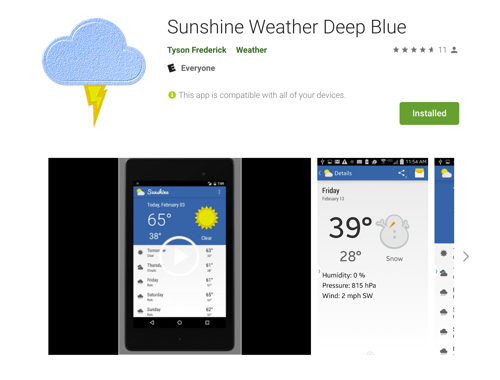 Sunshine Weather Deep Blue
Tyson Frederick Weather 11
E Everyone
This app is compatible with all of your devices.
Installed
Sunshine
Today, February 03
65°
38° Clear
63°
Thursd 61°
Friday 61°
Saturday 65°
Sunday 62°
11:54 AM
Details
Friday
February 13
39°
28° Snow
Humidity: 0 %
Pressure: 815 hPa
Wind: 2 mph SW